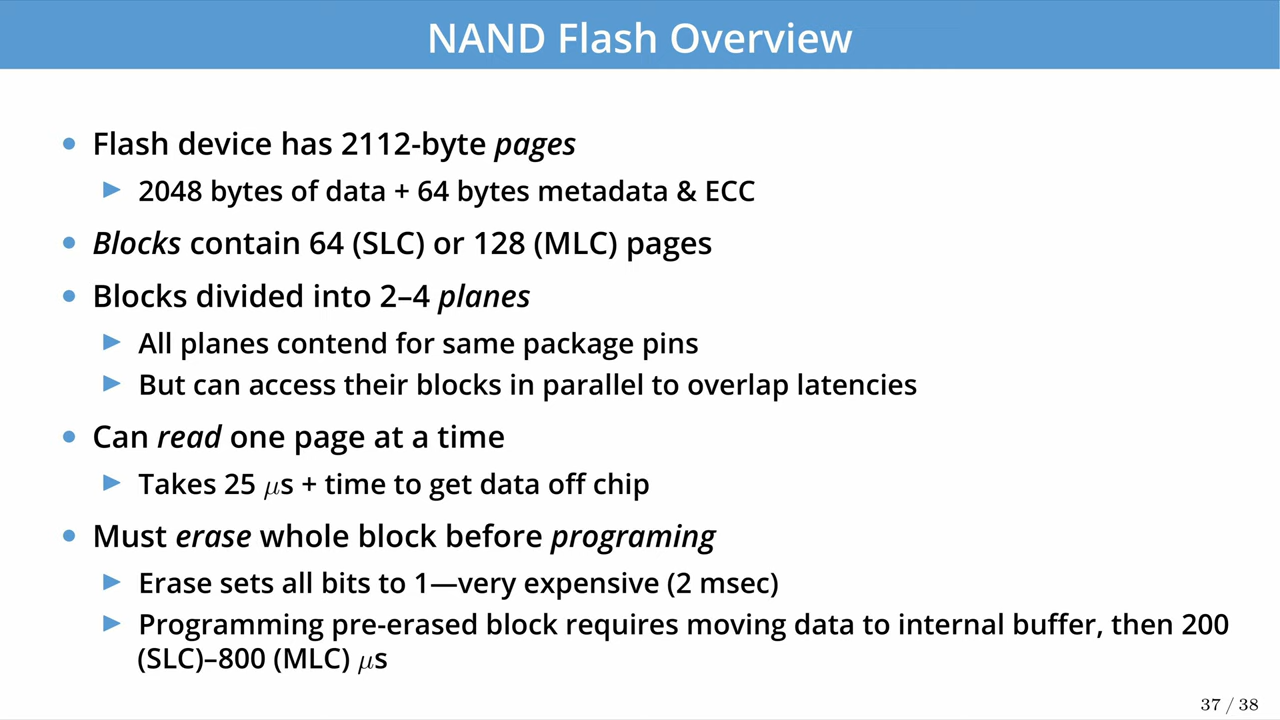 NAND Flash Overview
• Flash device has 2112-byte pages
▶ 2048 bytes of data + 64 bytes metadata & ECC
• Blocks contain 64 (SLC) or 128 (MLC) pages
• Blocks divided into 2–4 planes
▶ All planes contend for same package pins
▶ But can access their blocks in parallel to overlap latencies
• Can read one page at a time
▶ Takes 25 μs + time to get data off chip
• Must erase whole block before programing
▶ Erase sets all bits to 1—very expensive (2 msec)
▶ Programming pre-erased block requires moving data to internal buffer, then 200
(SLC)–800 (MLC) μs
37 / 38